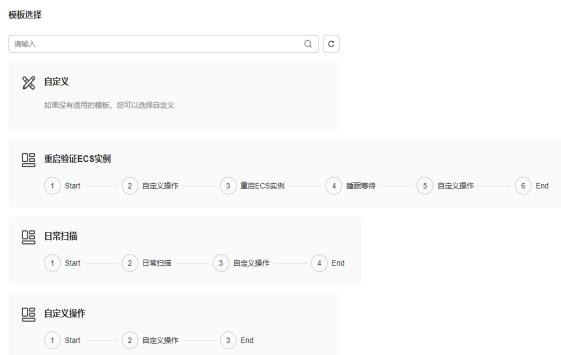 模板选择
请输入
自定义
如果没有适用的模板，您可以选择自定义
重启验证ECS实例
1 Start 2 自定义操作 3 重启ECS实例 4 睡眠等待 5 自定义操作 6 End
日常扫描
1 Start 2 日常扫描 3 自定义操作 4 End
自定义操作
1 Start 2 自定义操作 3 End